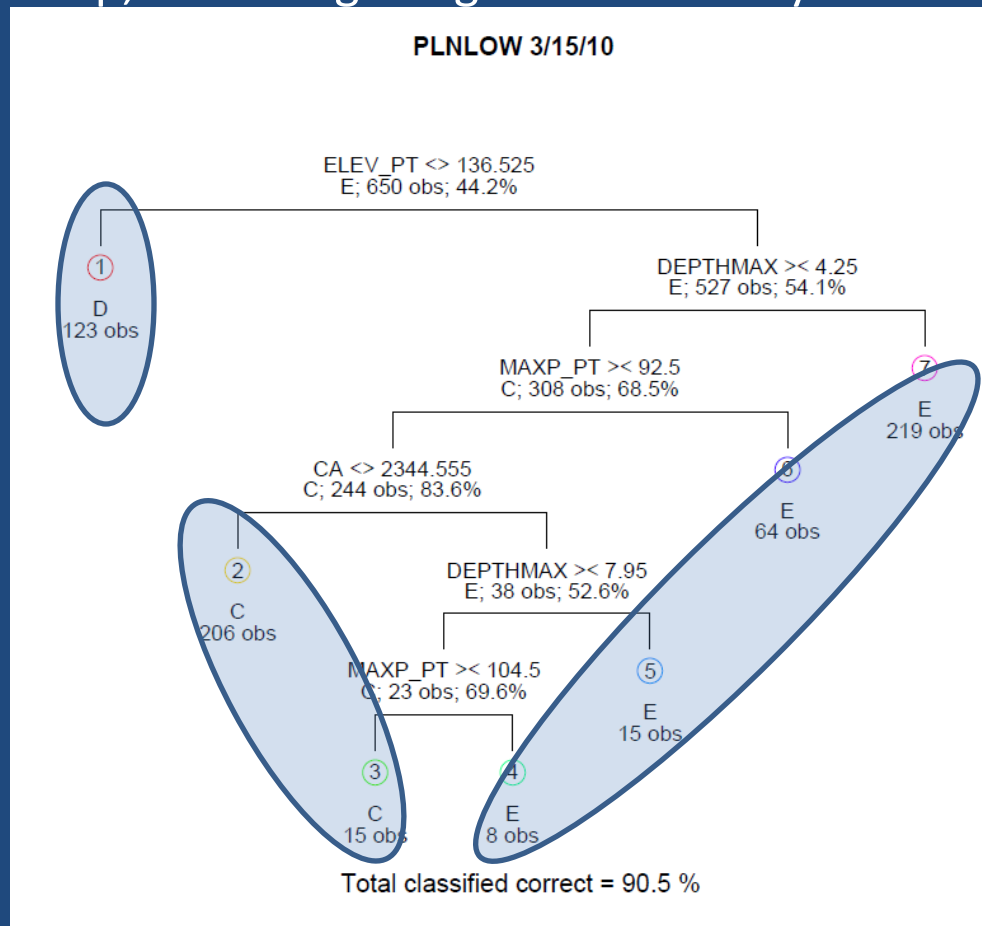 PLNLOW 3/15/10
ELEV_PT <> 136.525
E; 650 obs; 44.2%
1
D
123 obs
DEPTHMAX >< 4.25
E; 527 obs; 54.1%
MAXP_PT >< 92.5
C; 308 obs; 68.5%
7
E
219 obs
CA <> 2344.555
C; 244 obs; 83.6%
6
E
64 obs
2
C
206 obs
DEPTHMAX >< 7.95
E; 38 obs; 52.6%
MAXP_PT >< 104.5
C; 23 obs; 69.6%
5
E
15 obs
3
C
15 obs
4
E
8 obs
Total classified correct = 90.5 %